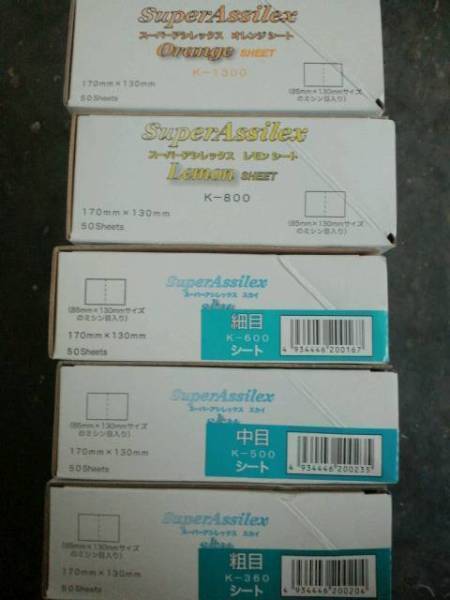 SuperAssilex
スーパーアシレックス オレンジ シート
Orange SHEET
K-1300
170mm×130mm
50Sheets
(85mm×130mmサイズ
のミシン目入り)
SuperAssilex
スーパーアシレックス レモン シート
Lemon SHEET
K-800
170mm×130mm
50Sheets
(85mm×130mmサイズ
のミシン目入り)
SuperAssilex
スーパーアシレックス スカイ
(85mm×130mmサイズ
のミシン目入り)
細目
K-600
シート
170mm×130mm
50Sheets
4 934446 200167
SuperAssilex
スーパーアシレックス スカイ
(85mm×130mmサイズ
のミシン目入り)
中目
K-500
シート
170mm×130mm
50Sheets
4 934446 200235
SuperAssilex
スーパーアシレックス スカイ
(85mm×130mmサイズ
のミシン目入り)
粗目
K-360
シート
170mm×130mm
50Sheets
4 934446 200204